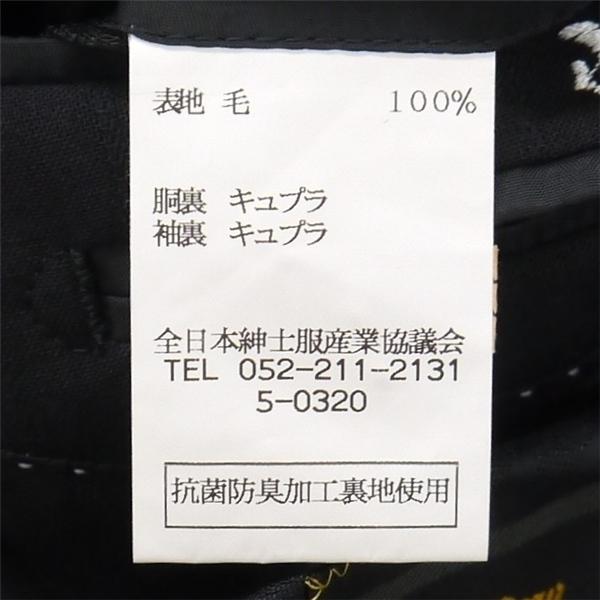 表地 毛 100%
胴裏 キュプラ
袖裏 キュプラ
全日本紳士服産業協議会
TEL 052-211-2131
5-0320
抗菌防臭加工裏地使用